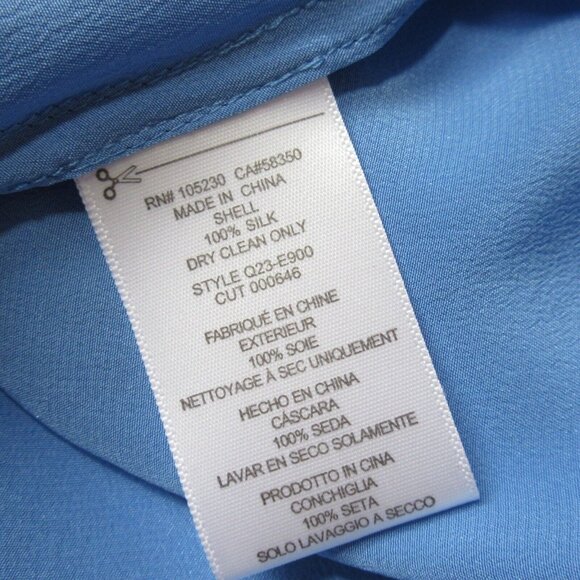 RN# 105230 CA#58350
MADE IN CHINA
SHELL
100% SILK
DRY CLEAN ONLY
STYLE Q23-E900
CUT 000646
FABRIQUÉ EN CHINE
EXTERIEUR
100% SOIE
NETTOYAGE À SEC UNIQUEMENT
HECHO EN CHINA
CÁSCARA
100% SEDA
LAVAR EN SECO SOLAMENTE
PRODOTTO IN CINA
CONCHIGLIA
100% SETA
SOLO LAVAGGIO A SECCO